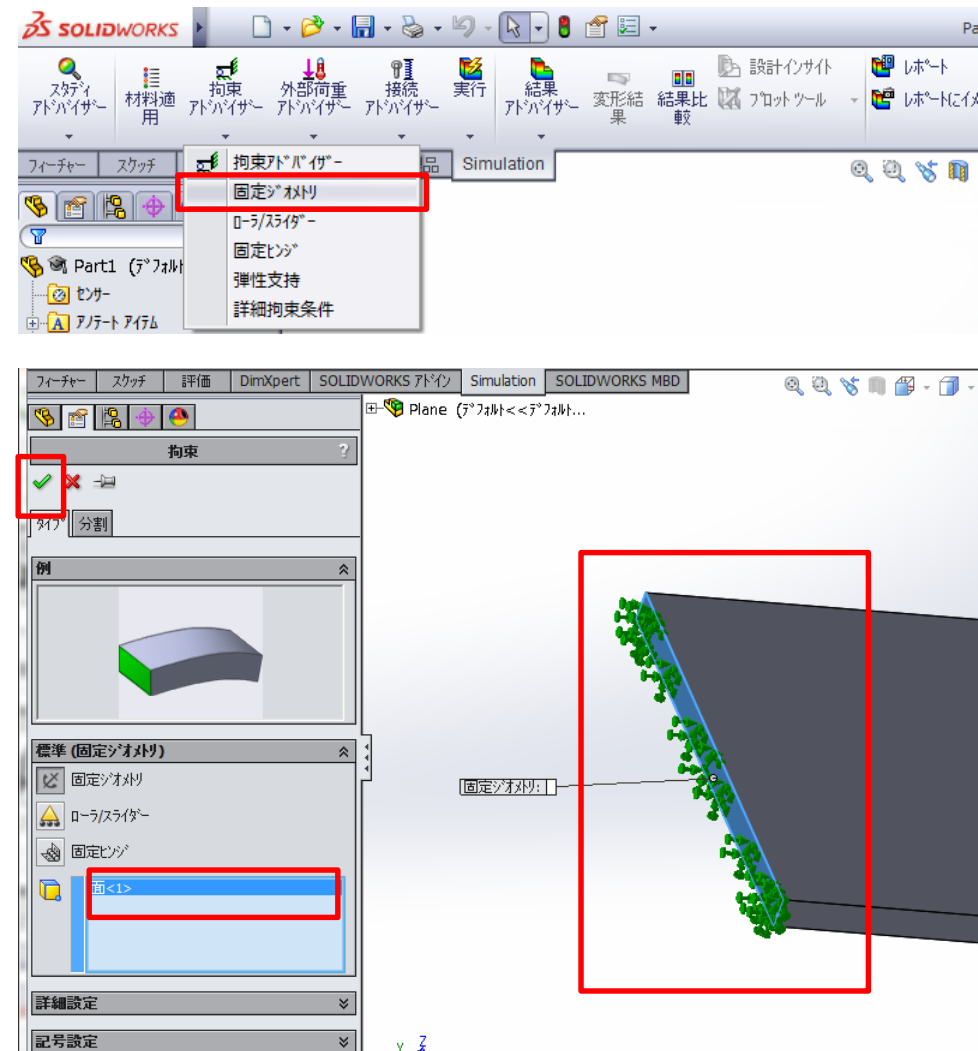 SOLIDWORKS
Pa
スタディ
アドバイザー
材料適
用
拘束
アドバイザー
外部荷重
アドバイザー
接続
アドバイザー
実行
結果
アドバイザー
変形結
果
結果比
較
設計インサイト
プロット ツール
レポート
レポートにイメ
フィーチャー
スケッチ
品
Simulation
拘束アドバイザー
固定ジオメトリ
ローラ/スライダー
固定ヒンジ
弾性支持
詳細拘束条件
Part1 (デフォルト
センサー
アノテート アイテム
フィーチャー
スケッチ
評価
DimXpert
SOLIDWORKS アドイン
Simulation
SOLIDWORKS MBD
Plane (デフォルト<<デフォルト...
拘束
?
タイプ
分割
例
標準 (固定ジオメトリ)
固定ジオメトリ
ローラ/スライダー
固定ヒンジ
面<1>
詳細設定
記号設定
固定ジオメトリ:
Y
Z